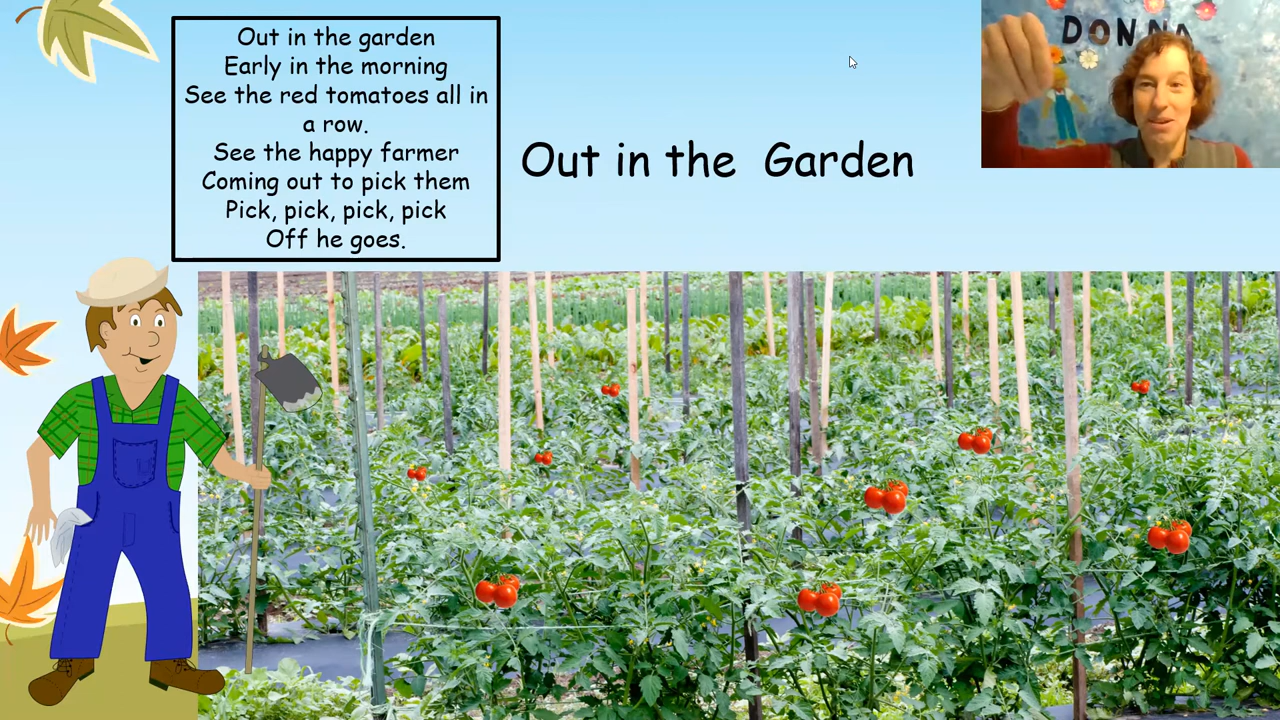 Out in the garden
Early in the morning
See the red tomatoes all in
a row.
See the happy farmer
Coming out to pick them
Pick, pick, pick, pick
Off he goes.
Out in the  Garden
DONNA